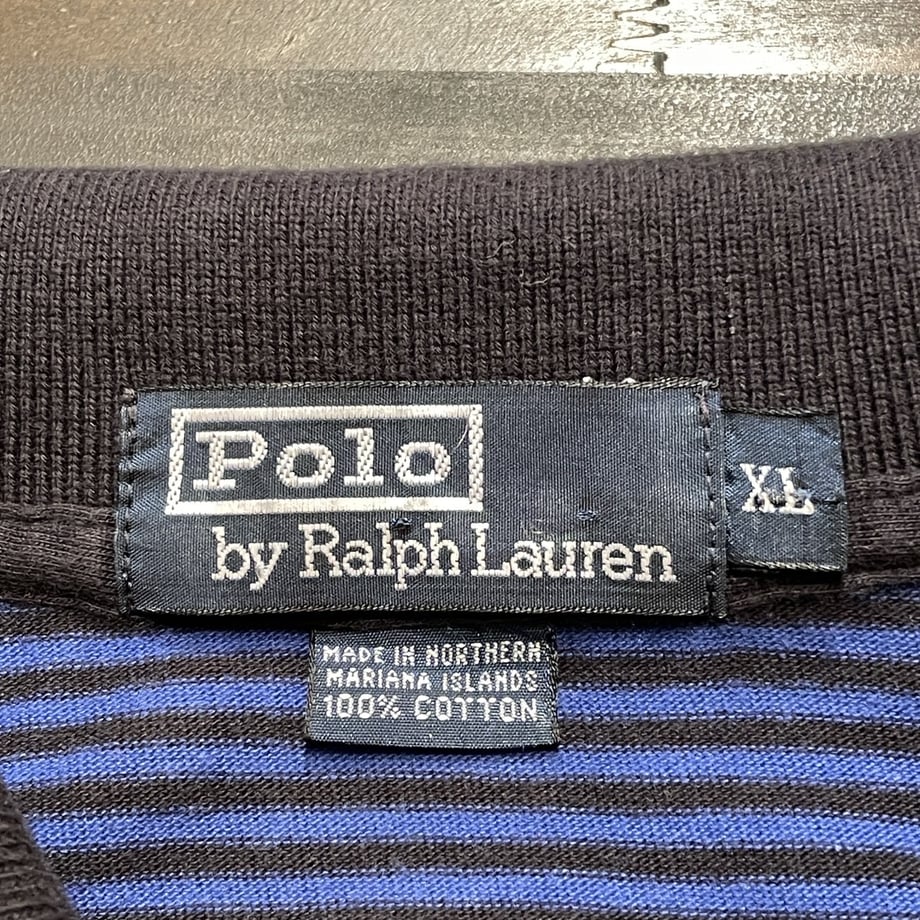 Polo
by Ralph Lauren
XL
MADE IN NORTHERN
MARIANA ISLANDS
100% COTTON